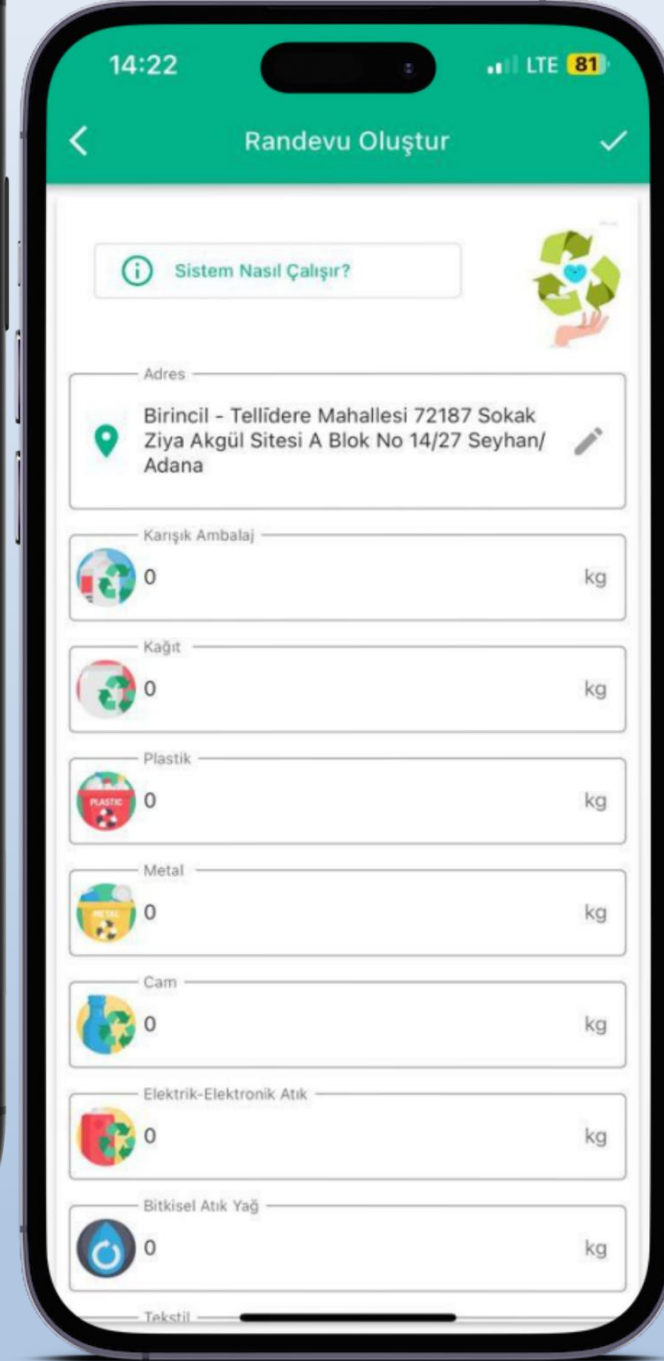 14:22
LTE 81
Randevu Oluştur
Sistem Nasıl Çalışır?
Adres
Birincil - Tellidere Mahallesi 72187 Sokak
Ziya Akgül Sitesi A Blok No 14/27 Seyhan/
Adana
Karışık Ambalaj
0 kg
Kağıt
0 kg
Plastik
PLASTIC
0 kg
Metal
METAL
0 kg
Cam
0 kg
Elektrik-Elektronik Atık
0 kg
Bitkisel Atık Yağ
0 kg
Tekstil